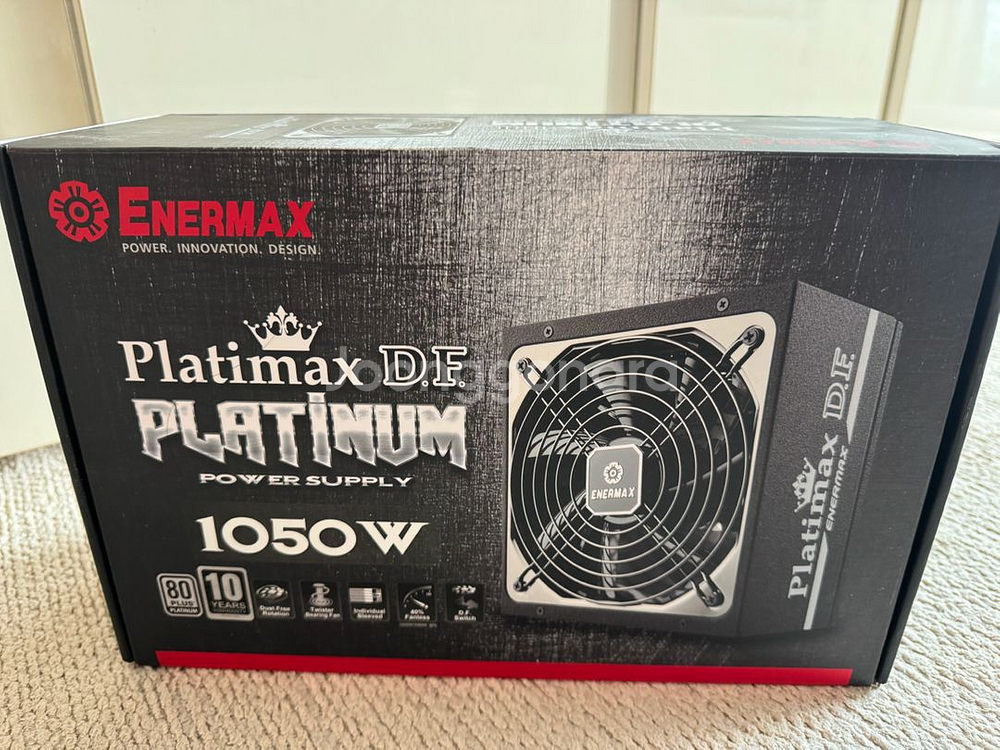 ENERMAX
POWER. INNOVATION. DESIGN.
Platimax D.F.
PLATINUM
POWER SUPPLY
1050W
80
PLUS
PLATINUM
10
YEARS
Dust Free
Rotation
Twister
Bearing Fan
Individual
Sleeved
40%
Fanless
D.F.
Switch
ENERMAX
Platimax D.F.
ENERMAX
Joonggonara